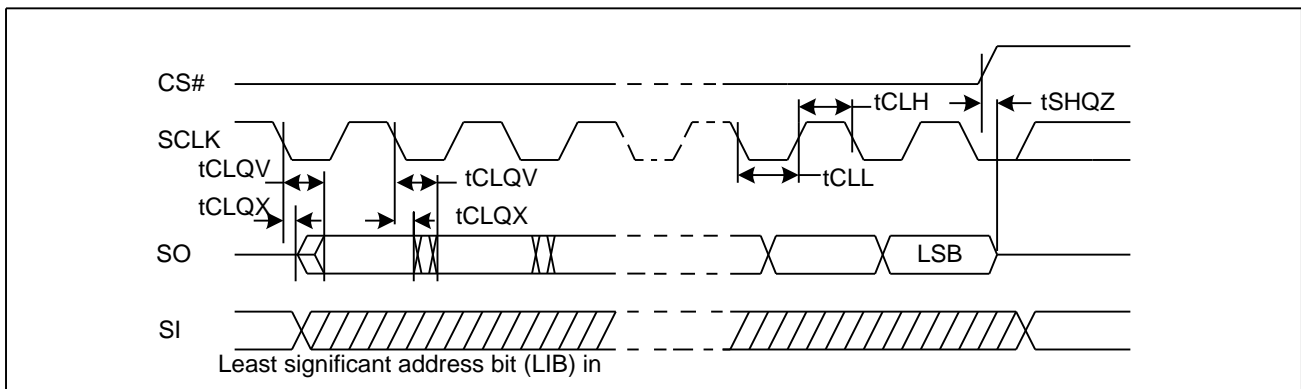 CS#
tCLH
tSHQZ
SCLK
tCLQV
tCLQV
tCLL
tCLQX
tCLQX
SO
LSB
SI
Least significant address bit (LIB) in